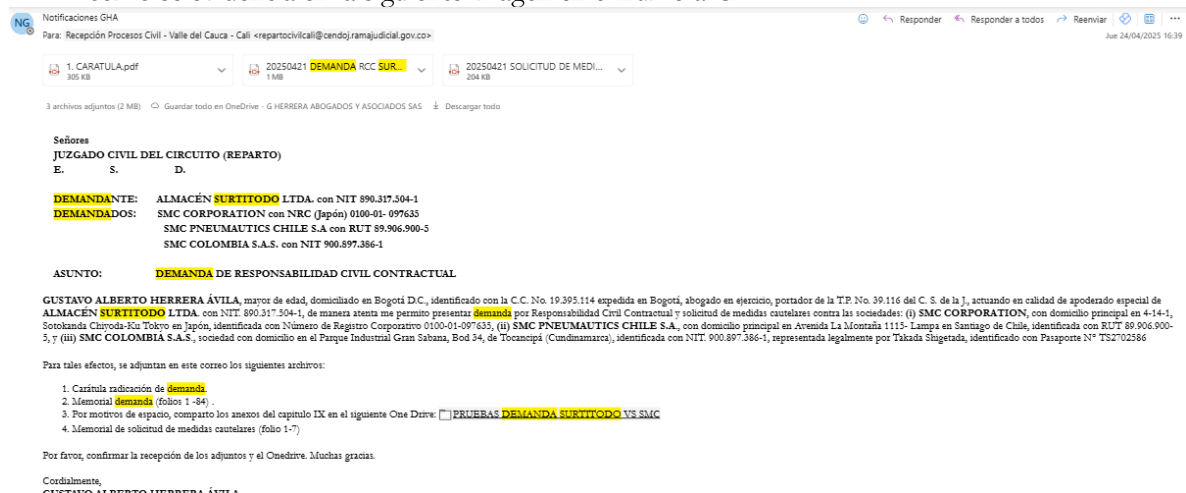 NG Notificaciones GHA
Responder Responder a todos Reenviar
Para: Recepción Procesos Civil - Valle del Cauca - Cali <repartocivilcali@cendoj.ramajudicial.gov.co>
Jue 24/04/2025 16:39
1. CARATULA.pdf
305 KB
20250421 DEMANDA RCC SUR...
1 MB
20250421 SOLICITUD DE MEDI...
204 KB
3 archivos adjuntos (2 MB) Guardar todo en OneDrive - G HERRERA ABOGADOS Y ASOCIADOS SAS Descargar todo
Señores
JUZGADO CIVIL DEL CIRCUITO (REPARTO)
E. S. D.
DEMANDANTE: ALMACÉN SURTITODO LTDA. con NIT 890.317.504-1
DEMANDADOS: SMC CORPORATION con NRC (Japón) 0100-01- 097635
SMC PNEUMAUTICS CHILE S.A con RUT 89.906.900-5
SMC COLOMBIA S.A.S. con NIT 900.897.386-1
ASUNTO: DEMANDA DE RESPONSABILIDAD CIVIL CONTRACTUAL
GUSTAVO ALBERTO HERRERA ÁVILA, mayor de edad, domiciliado en Bogotá D.C., identificado con la C.C. No. 19.395.114 expedida en Bogotá, abogado en ejercicio, portador de la T.P. No. 39.116 del C. S. de la J., actuando en calidad de apoderado especial de
ALMACÉN SURTITODO LTDA. con NIT. 890.317.504-1, de manera atenta me permito presentar demanda por Responsabilidad Civil Contractual y solicitud de medidas cautelares contra las sociedades: (i) SMC CORPORATION, con domicilio principal en 4-14-1,
Sotokanda Chiyoda-Ku Tokyo en Japón, identificada con Número de Registro Corporativo 0100-01-097635, (ii) SMC PNEUMAUTICS CHILE S.A., con domicilio principal en Avenida La Montaña 1115- Lampa en Santiago de Chile, identificada con RUT 89.906.900-
5, y (iii) SMC COLOMBIA S.A.S., sociedad con domicilio en el Parque Industrial Gran Sabana, Bod 34, de Tocancipá (Cundinamarca), identificada con NIT. 900.897.386-1, representada legalmente por Takada Shigetada, identificado con Pasaporte N° TS2702586
Para tales efectos, se adjuntan en este correo los siguientes archivos:
1. Carátula radicación de demanda.
2. Memorial demanda (folios 1 -84) .
3. Por motivos de espacio, comparto los anexos del capitulo IX en el siguiente One Drive: PRUEBAS DEMANDA SURTITODO VS SMC
4. Memorial de solicitud de medidas cautelares (folio 1-7)
Por favor, confirmar la recepción de los adjuntos y el Onedrive. Muchas gracias.
Cordialmente,
GUSTAVO ALBERTO HERRERA ÁVILA